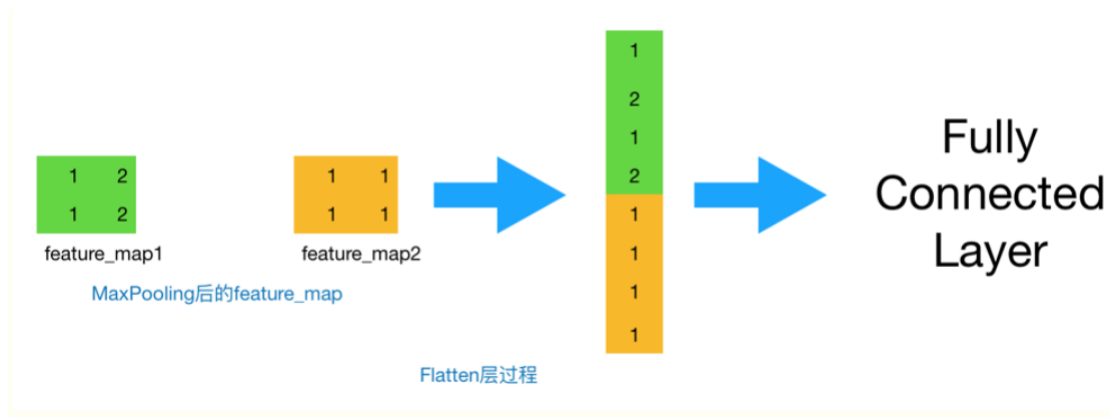 1 2
1 2
feature_map1
1 1
1 1
feature_map2
MaxPooling后的feature_map
1
2
1
2
1
1
1
1
Flatten层过程
Fully
Connected
Layer